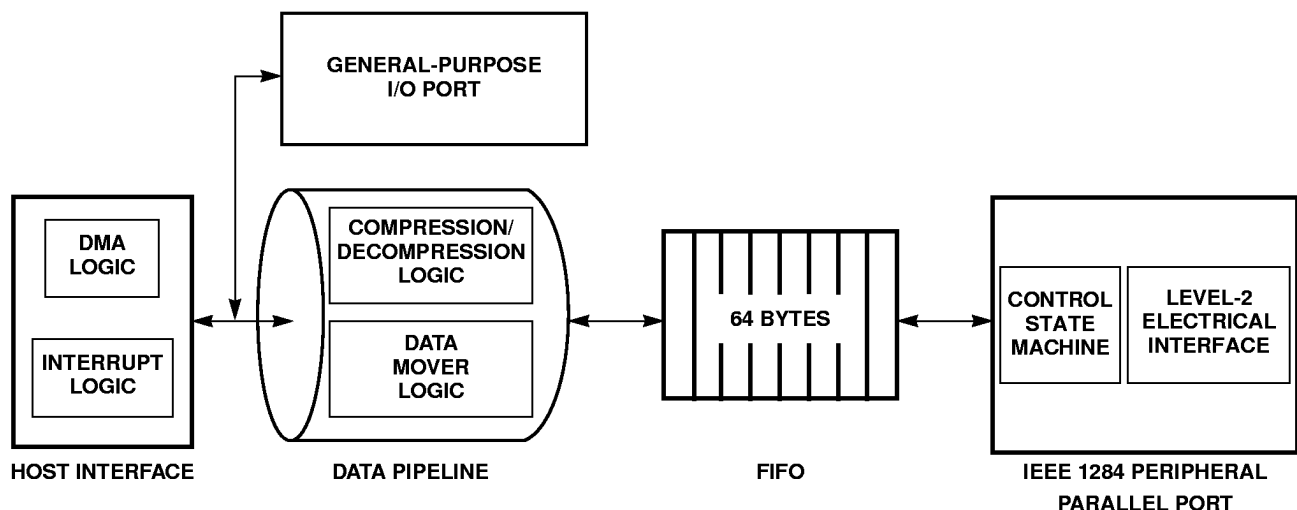 GENERAL-PURPOSE
I/O PORT
DMA
LOGIC
INTERRUPT
LOGIC
HOST INTERFACE
COMPRESSION/
DECOMPRESSION
LOGIC
DATA
MOVER
LOGIC
DATA PIPELINE
64 BYTES
FIFO
CONTROL
STATE
MACHINE
LEVEL-2
ELECTRICAL
INTERFACE
IEEE 1284 PERIPHERAL
PARALLEL PORT